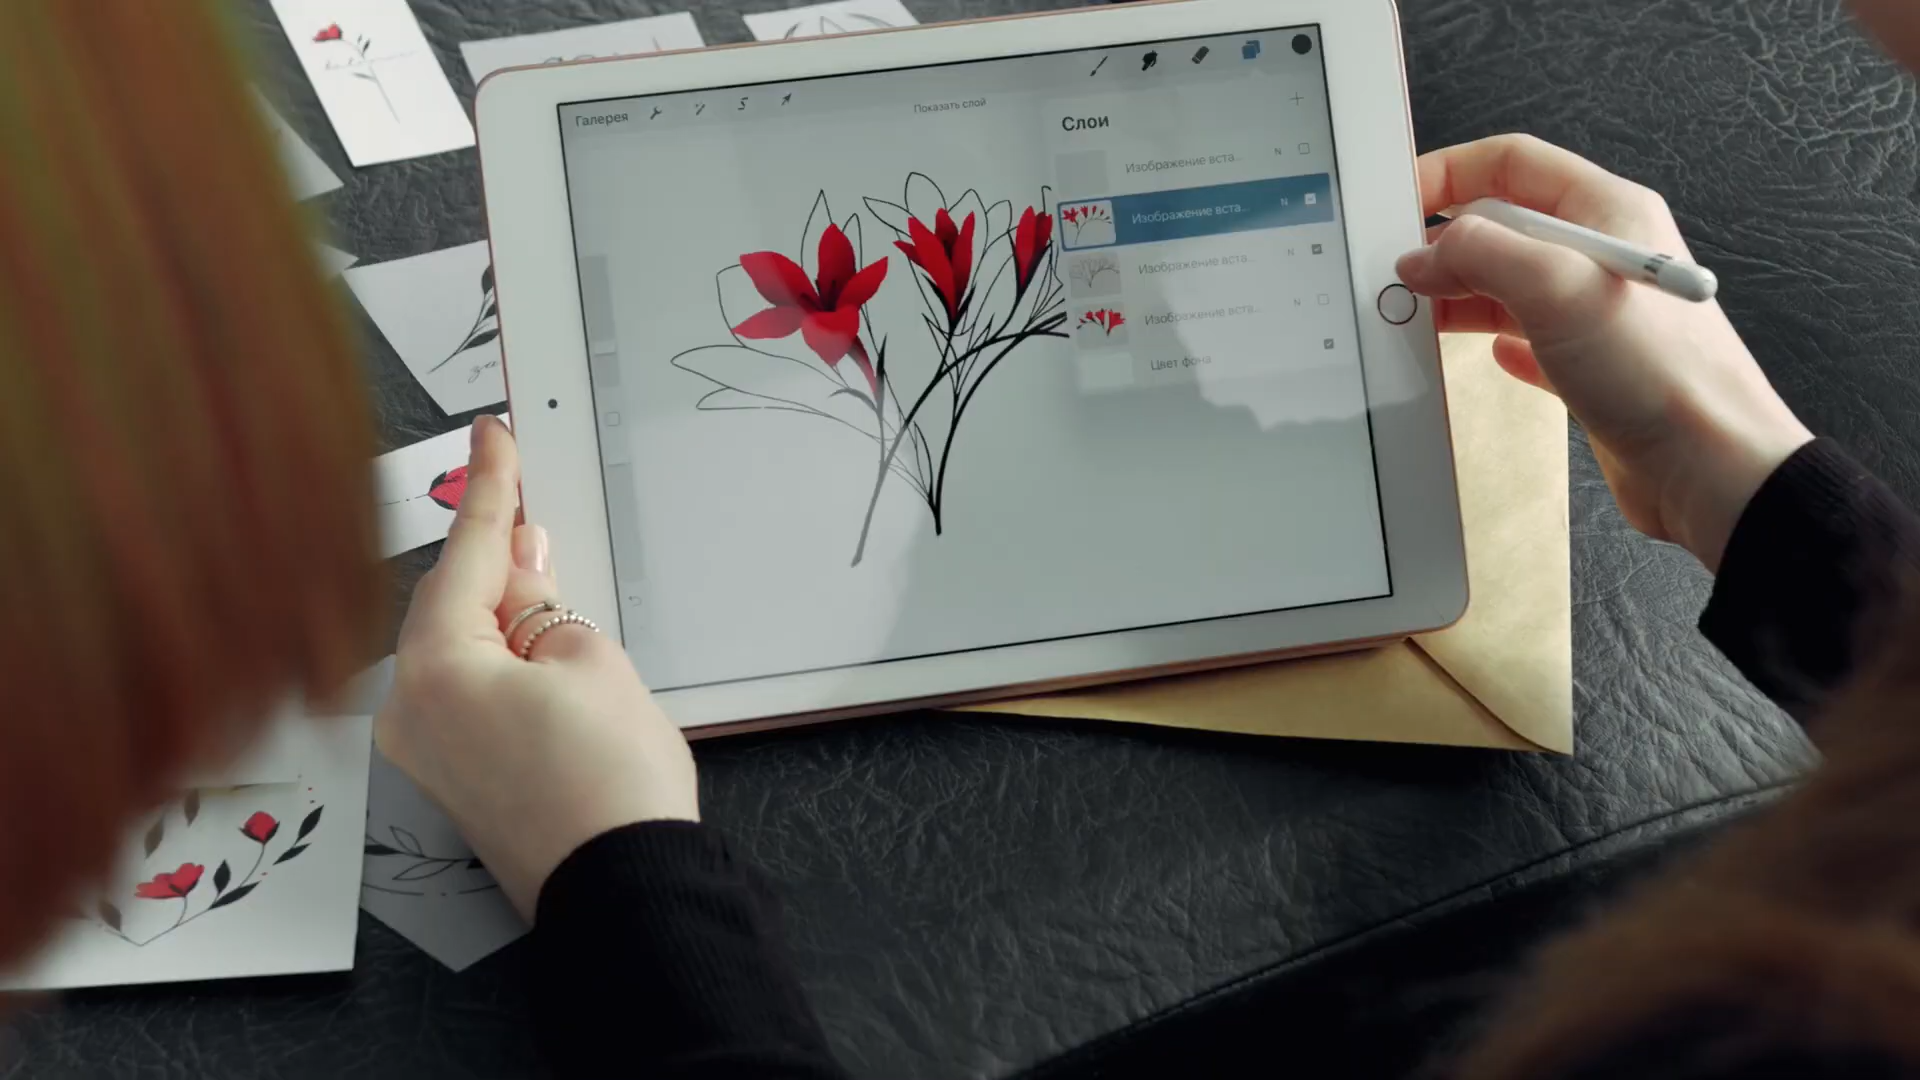 Галерея
S
Показать слой
Слои
Изображение вста... N
Изображение вста... N
Изображение вста... N
Изображение вста... N
Цвет фона